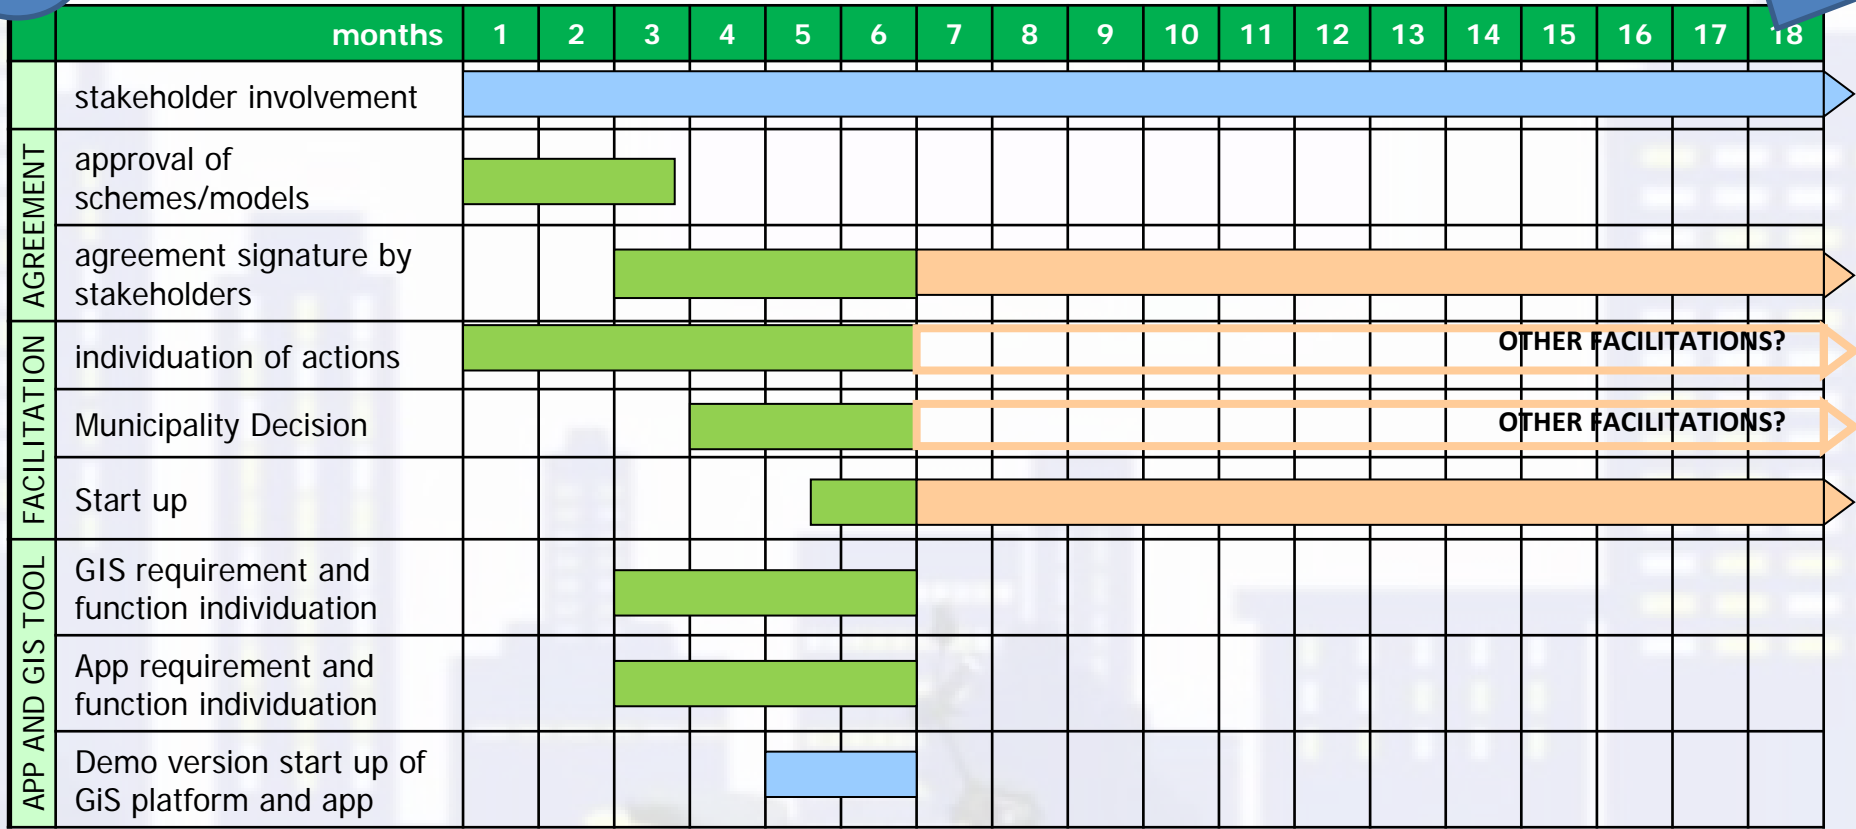 months 1 2 3 4 5 6 7 8 9 10 11 12 13 14 15 16 17 18
stakeholder involvement
AGREEMENT
approval of
schemes/models
agreement signature by
stakeholders
FACILITATION
individuation of actions
OTHER FACILITATIONS?
Municipality Decision
OTHER FACILITATIONS?
Start up
APP AND GIS TOOL
GIS requirement and
function individuation
App requirement and
function individuation
Demo version start up of
GiS platform and app